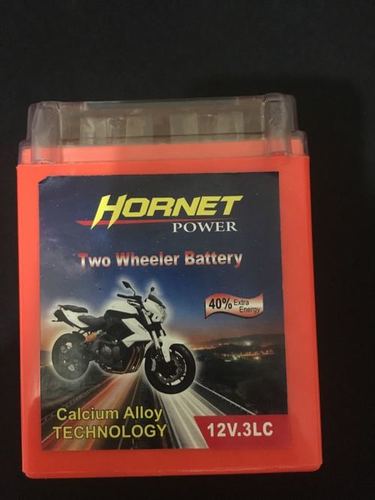 HORNET
POWER
Two Wheeler Battery
40% Extra
Energy
Calcium Alloy
TECHNOLOGY
12V.3LC